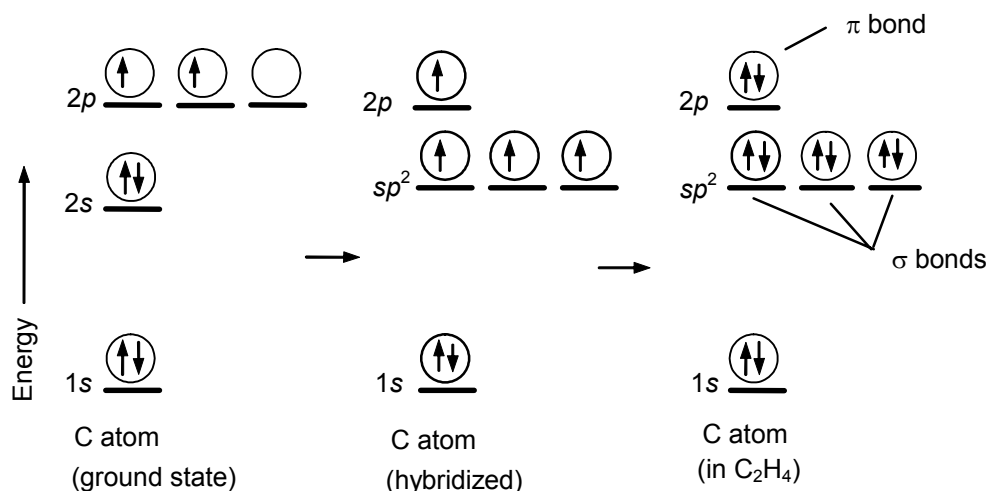 π bond
2p
2p
2p
sp²
sp²
2s
σ bonds
Energy
1s
1s
1s
C atom
(ground state)
C atom
(hybridized)
C atom
(in C₂H₄)